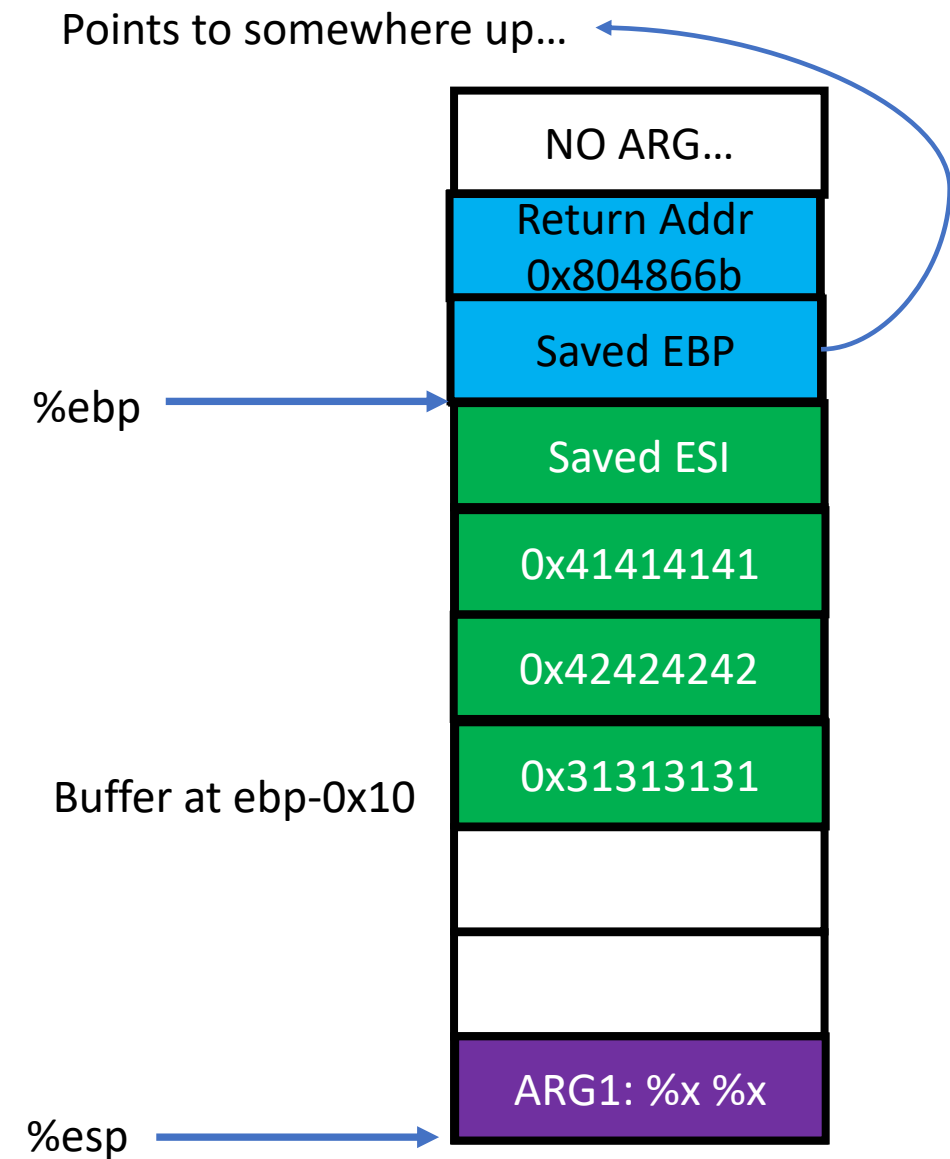 Points to somewhere up…
NO ARG…
Return Addr
0x804866b
Saved EBP
%ebp
Saved ESI
0x41414141
0x42424242
0x31313131
Buffer at ebp-0x10
ARG1: %x %x
%esp